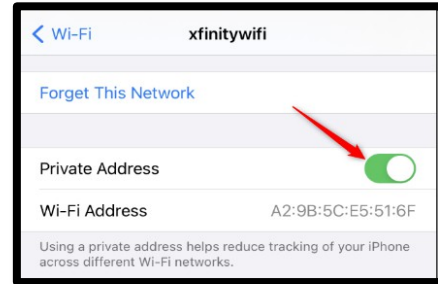 Wi-Fi xfinitywifi
Forget This Network
Private Address
Wi-Fi Address A2:9B:5C:E5:51:6F
Using a private address helps reduce tracking of your iPhone
across different Wi-Fi networks.